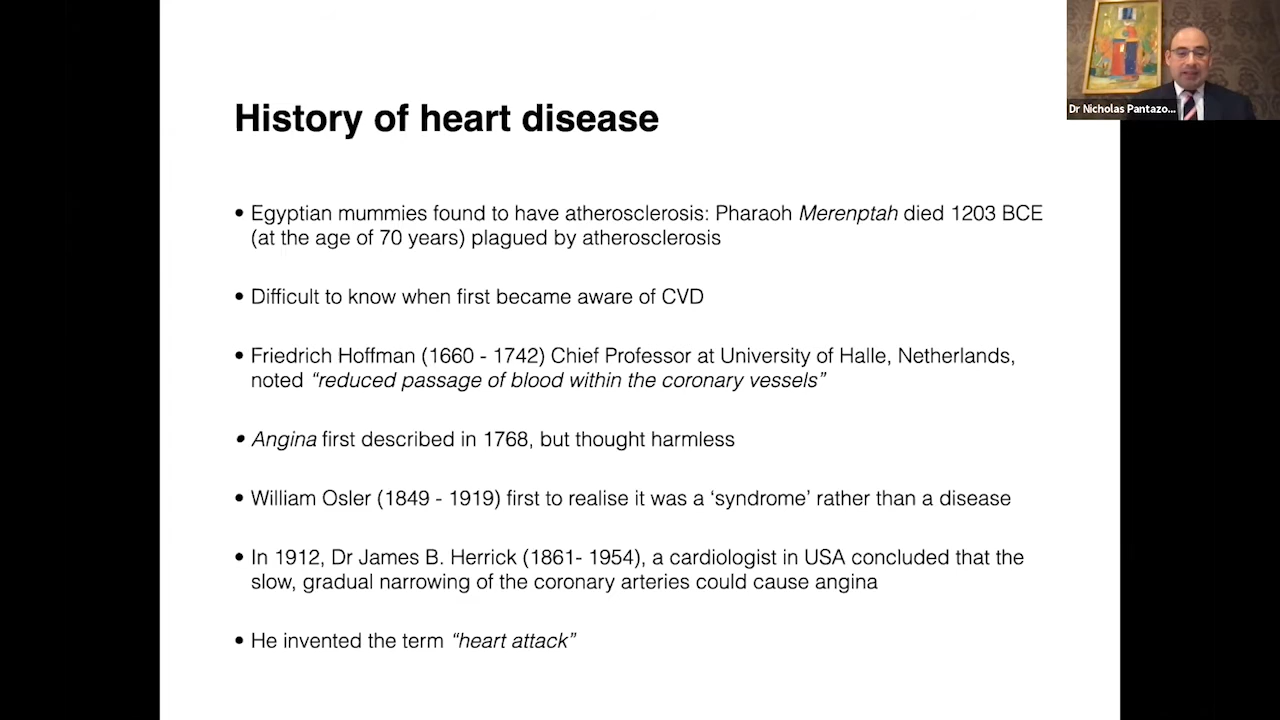 Dr Nicholas Pantazo...
History of heart disease
• Egyptian mummies found to have atherosclerosis: Pharaoh Merenptah died 1203 BCE
(at the age of 70 years) plagued by atherosclerosis
• Difficult to know when first became aware of CVD
• Friedrich Hoffman (1660 - 1742) Chief Professor at University of Halle, Netherlands,
noted “reduced passage of blood within the coronary vessels”
• Angina first described in 1768, but thought harmless
• William Osler (1849 - 1919) first to realise it was a ‘syndrome’ rather than a disease
• In 1912, Dr James B. Herrick (1861- 1954), a cardiologist in USA concluded that the
slow, gradual narrowing of the coronary arteries could cause angina
• He invented the term “heart attack”